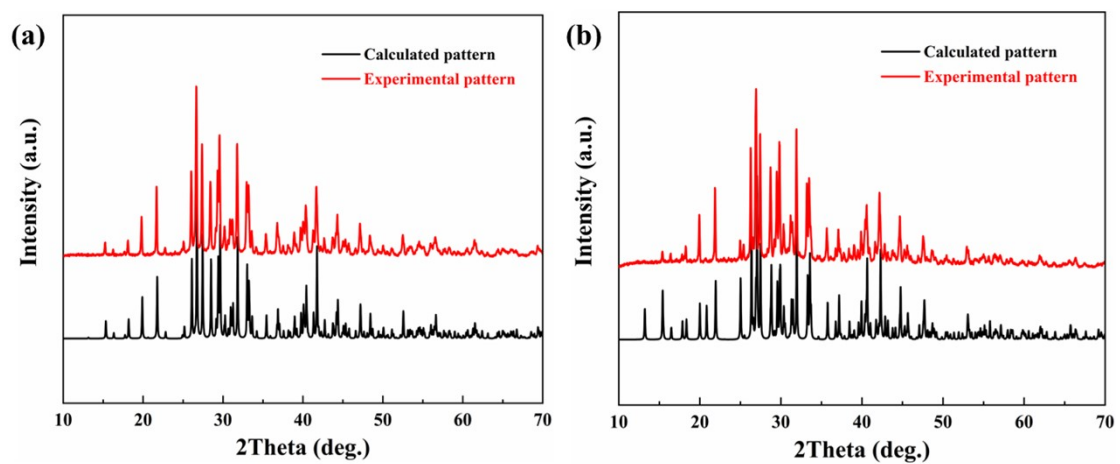 (a)
Calculated pattern
Experimental pattern
Intensity (a.u.)
10 20 30 40 50 60 70
2Theta (deg.)
(b)
Calculated pattern
Experimental pattern
Intensity (a.u.)
10 20 30 40 50 60 70
2Theta (deg.)